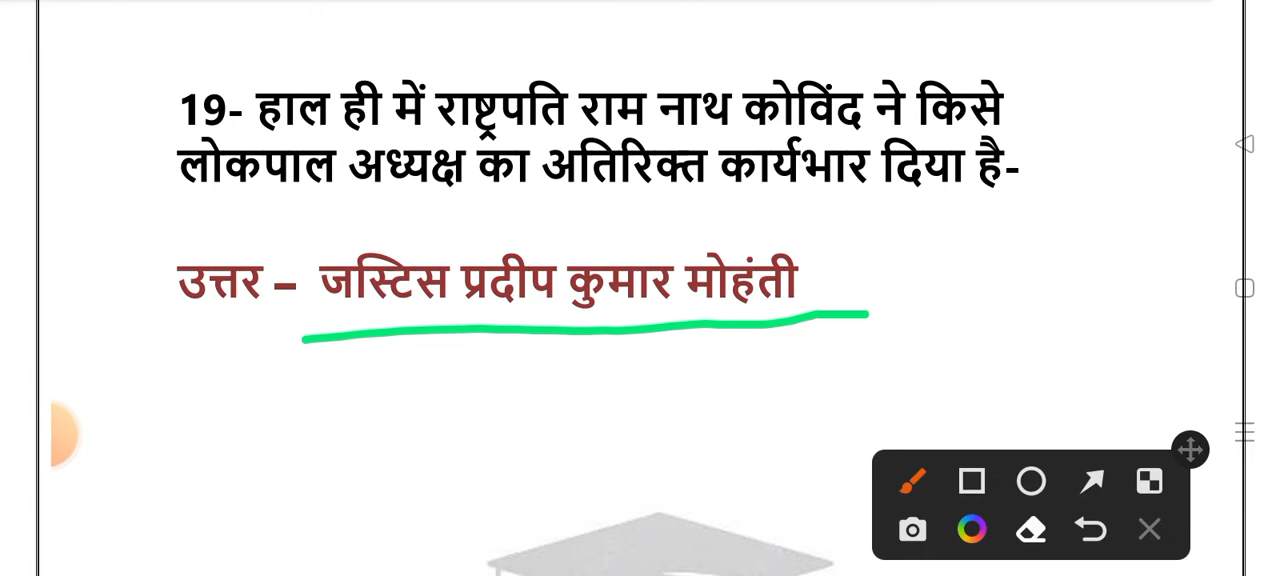 19- हाल ही में राष्ट्रपति राम नाथ कोविंद ने किसे
लोकपाल अध्यक्ष का अतिरिक्त कार्यभार दिया है-
उत्तर – जस्टिस प्रदीप कुमार मोहंती